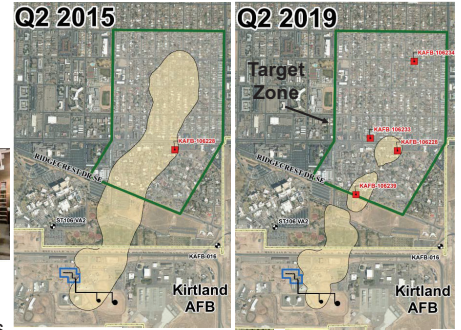 Q2 2015
KAFB-106228
RIDGECREST DR. SE
ST106-VA2
KAFB-016
Kirtland
AFB
Q2 2019
KAFB-106234
Target
Zone
KAFB-106233
KAFB-106228
KAFB-106239
RIDGECREST DR. SE
ST106-VA2
KAFB-016
Kirtland
AFB